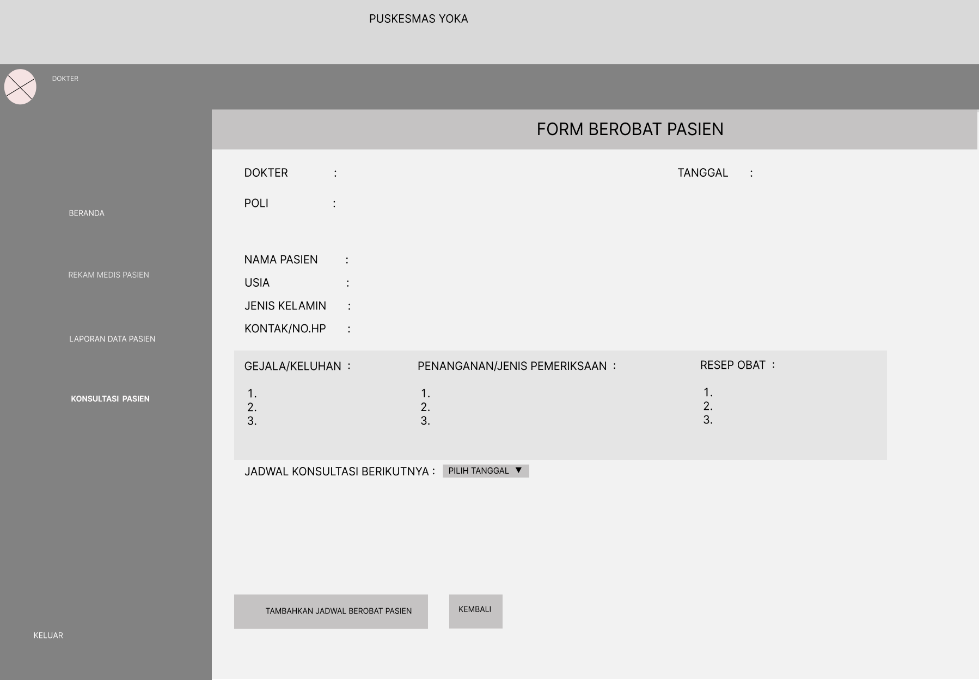 PUSKESMAS YOKA
DOKTER
BERANDA
REKAM MEDIS PASIEN
LAPORAN DATA PASIEN
KONSULTASI PASIEN
KELUAR
FORM BEROBAT PASIEN
DOKTER : TANGGAL :
POLI :
NAMA PASIEN :
USIA :
JENIS KELAMIN :
KONTAK/NO.HP :
GEJALA/KELUHAN : PENANGANAN/JENIS PEMERIKSAAN : RESEP OBAT :
1. 1. 1.
2. 2. 2.
3. 3. 3.
JADWAL KONSULTASI BERIKUTNYA : PILIH TANGGAL ▼
TAMBAHKAN JADWAL BEROBAT PASIEN KEMBALI